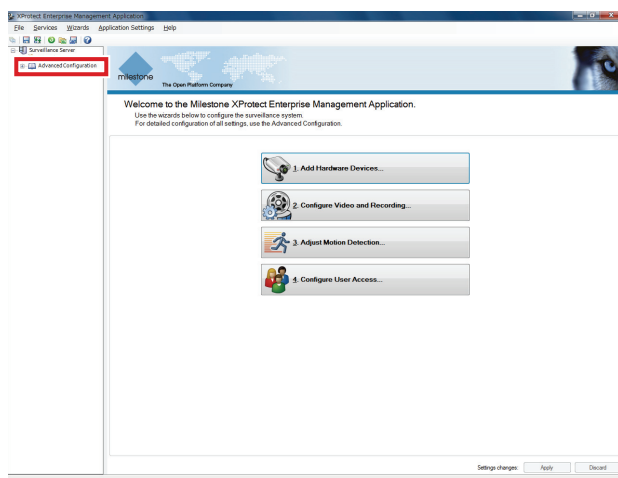 XProtect Enterprise Management Application
File Services Wizards Application Settings Help
Surveillance Server
Advanced Configuration
milestone
The Open Platform Company
Welcome to the Milestone XProtect Enterprise Management Application.
Use the wizards below to configure the surveillance system.
For detailed configuration of all settings, use the Advanced Configuration.
1. Add Hardware Devices...
2. Configure Video and Recording...
3. Adjust Motion Detection...
4. Configure User Access...
Settings changes: Apply Discard